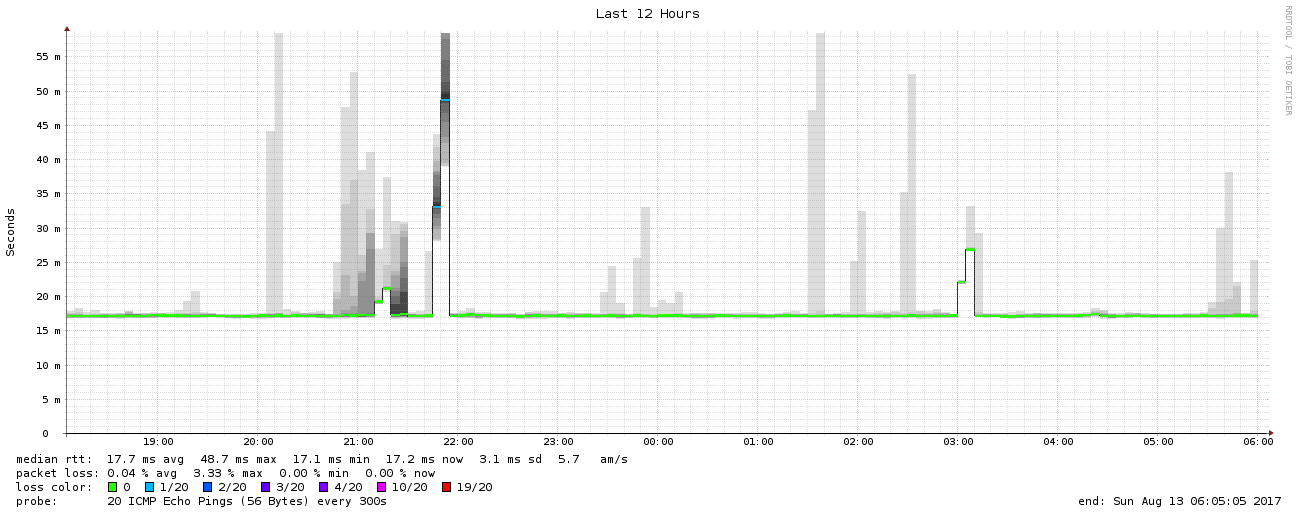 Last 12 Hours
RRDTOOL / TOBI OETIKER
Seconds
55 m
50 m
45 m
40 m
35 m
30 m
25 m
20 m
15 m
10 m
5 m
0
19:00 20:00 21:00 22:00 23:00 00:00 01:00 02:00 03:00 04:00 05:00 06:00
median rtt: 17.7 ms avg 48.7 ms max 17.1 ms min 17.2 ms now 3.1 ms sd 5.7 am/s
packet loss: 0.04 % avg 3.33 % max 0.00 % min 0.00 % now
loss color: 0 1/20 2/20 3/20 4/20 10/20 19/20
probe: 20 ICMP Echo Pings (56 Bytes) every 300s end: Sun Aug 13 06:05:05 2017